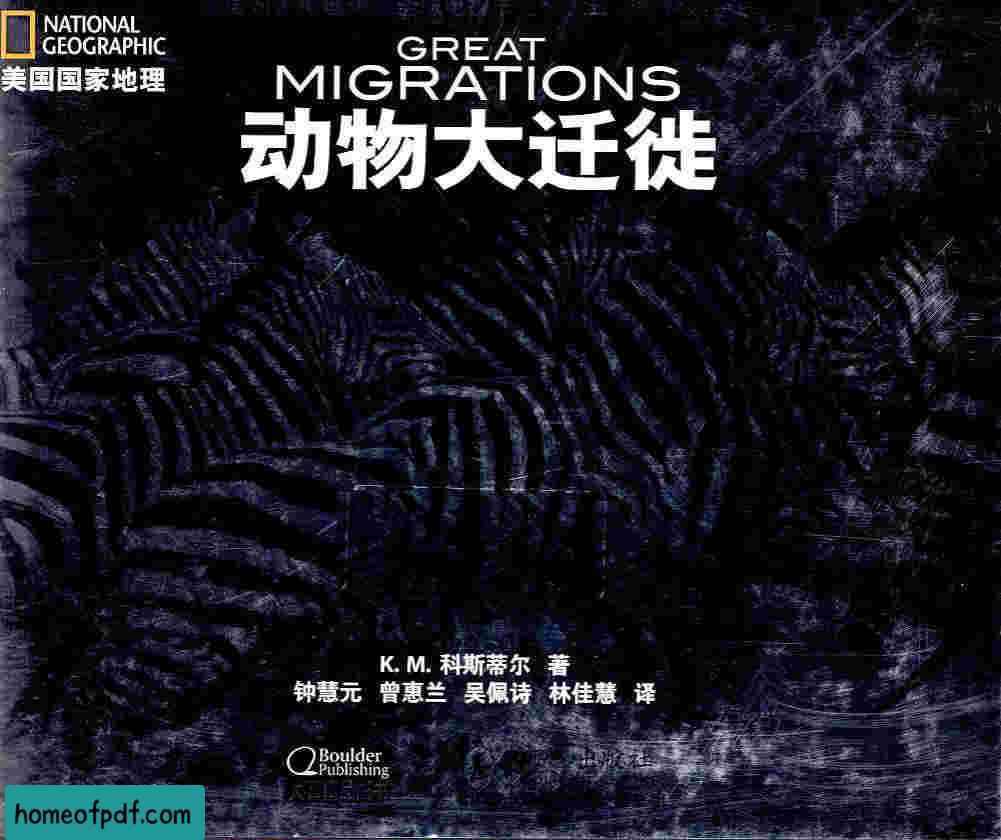 NATIONAL
GEOGRAPHIC
美国国家地理
GREAT
MIGRATIONS
动物大迁徙
K. M. 科斯蒂尔 著
钟慧元 曾惠兰 吴佩诗 林佳慧 译
Boulder
Publishing
homeofpdf.com